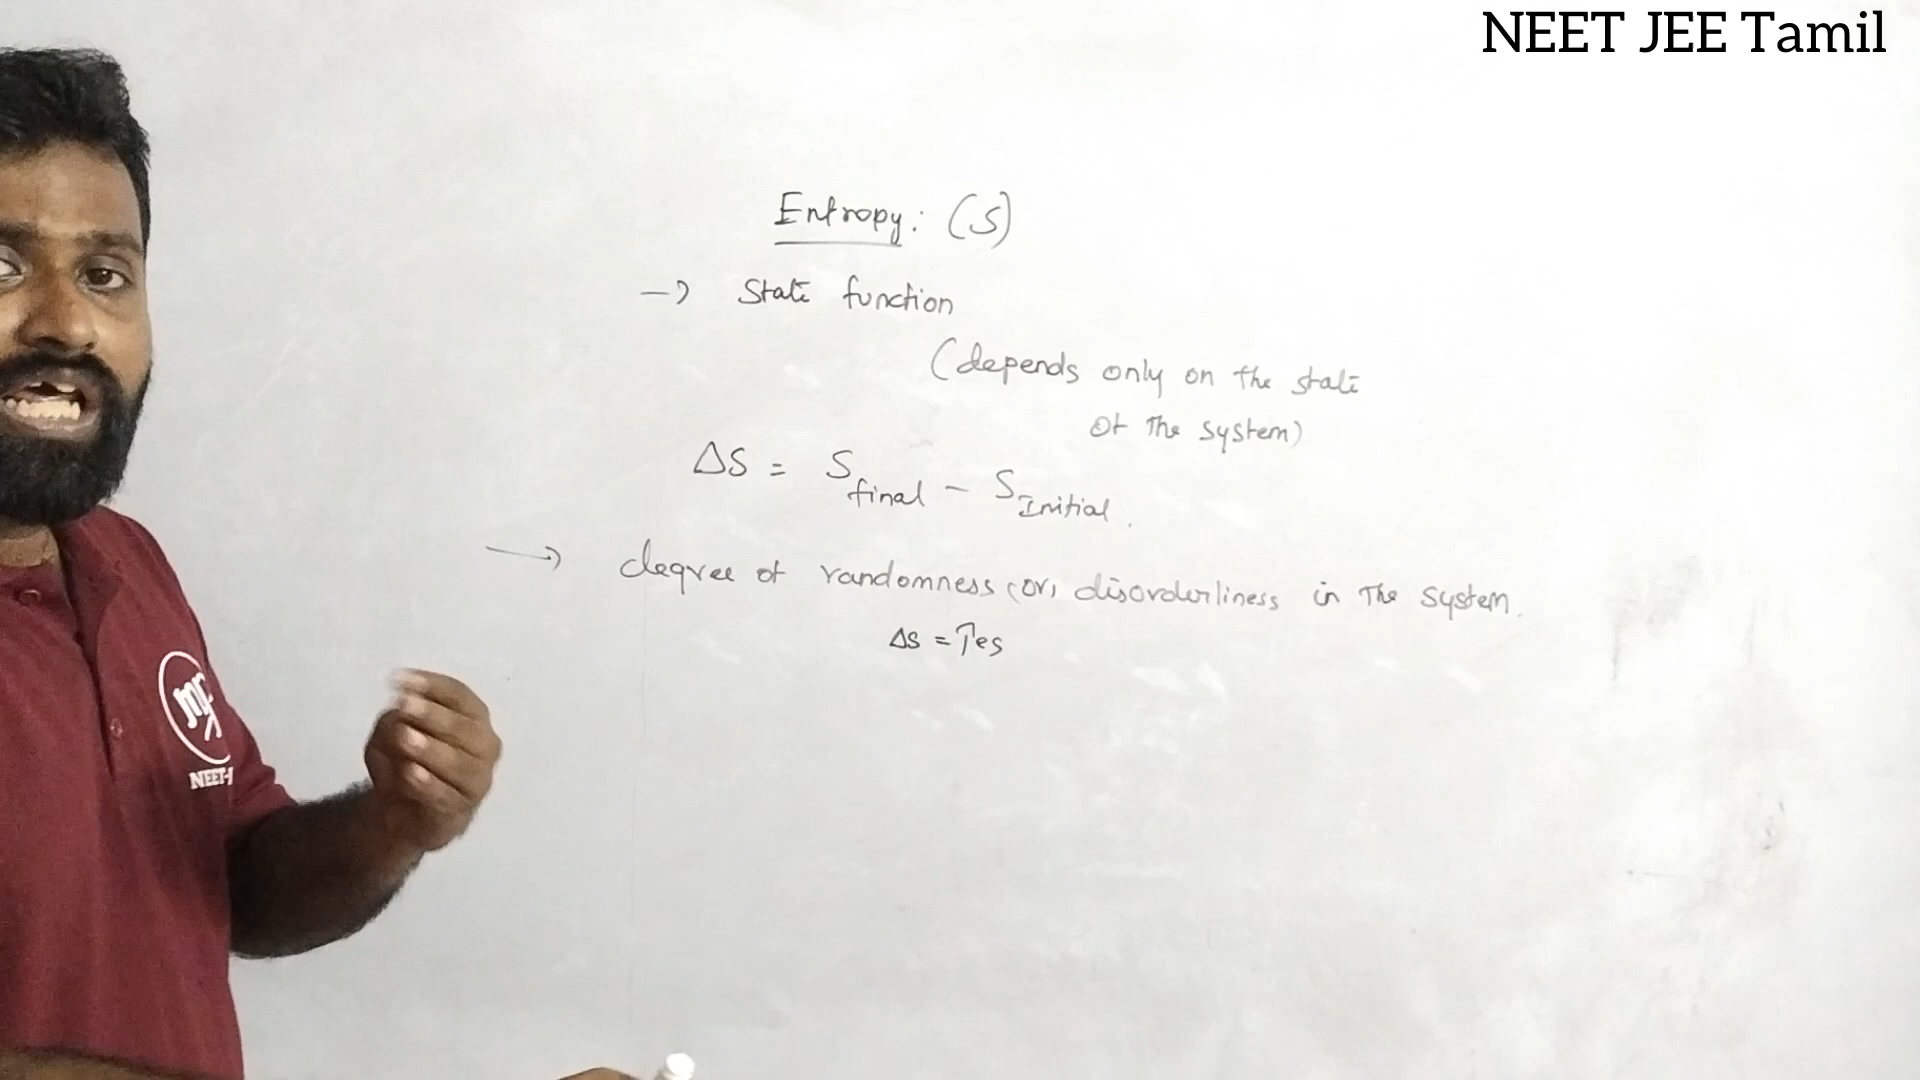 NEET JEE Tamil
Entropy: (S)
→ State function
(depends only on the state
of the system)
ΔS = S final - S Initial.
→ degree of randomness (or) disorderliness in the system.
ΔS = ↑es
NEET-